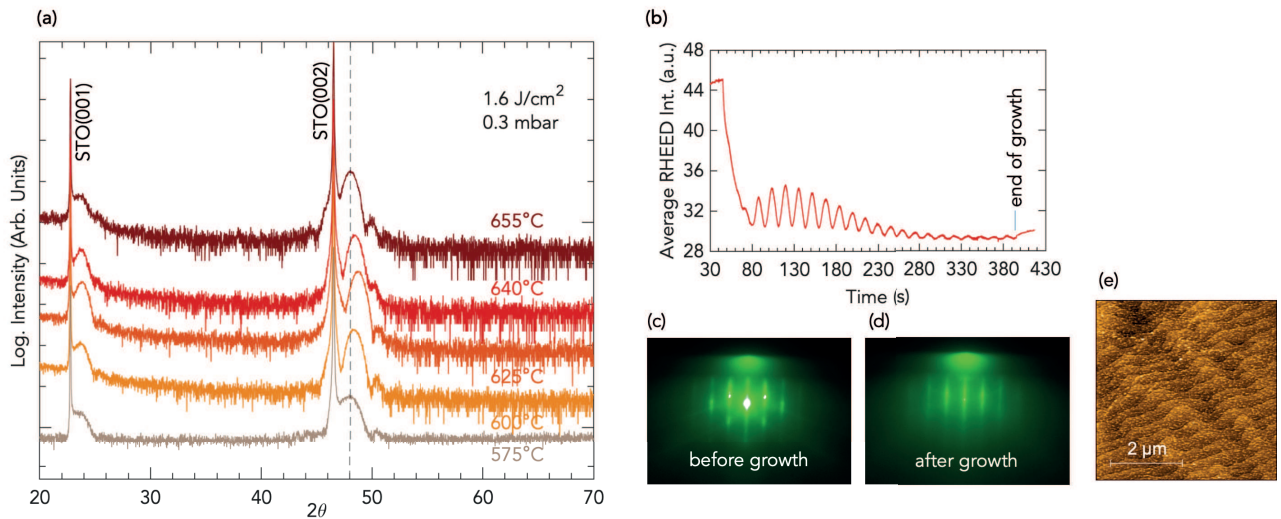 (a)
Log. Intensity (Arb. Units)
STO(001)
STO(002)
1.6 J/cm²
0.3 mbar
655°C
640°C
625°C
600°C
575°C
20 30 40 50 60 70
2θ
(b)
Average RHEED Int. (a.u.)
48
44
40
36
32
28
end of growth
30 80 130 180 230 280 330 380 430
Time (s)
(c)
before growth
(d)
after growth
(e)
2 µm